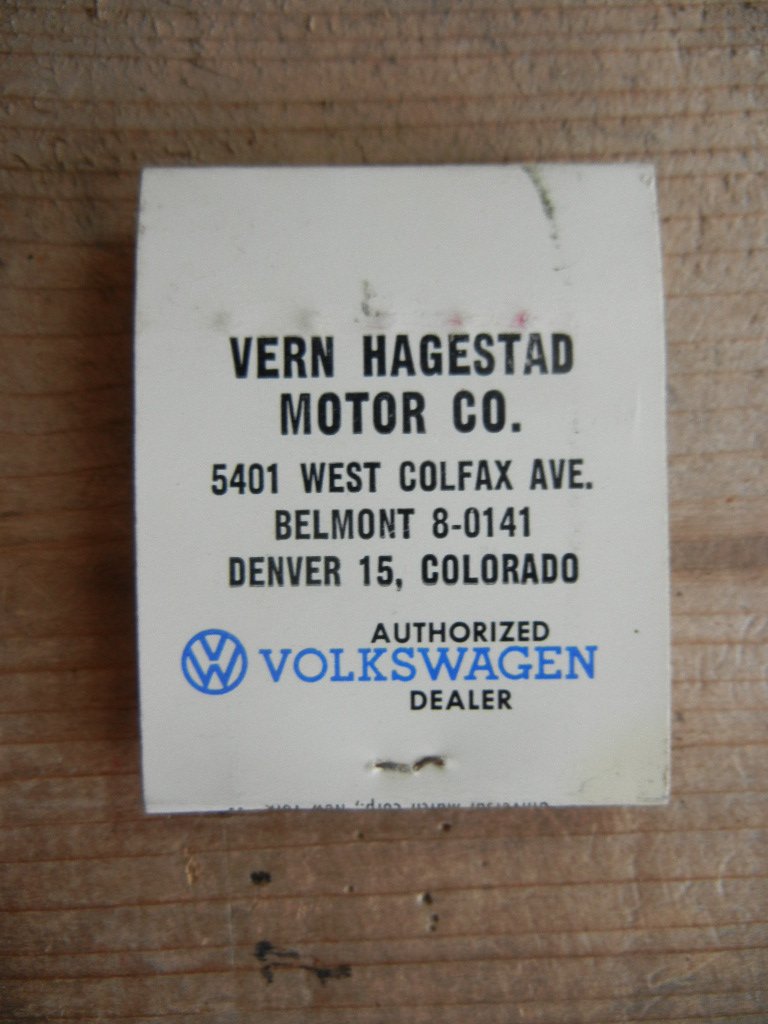 VERN HAGESTAD
MOTOR CO.
5401 WEST COLFAX AVE.
BELMONT 8-0141
DENVER 15, COLORADO
AUTHORIZED
VOLKSWAGEN
DEALER